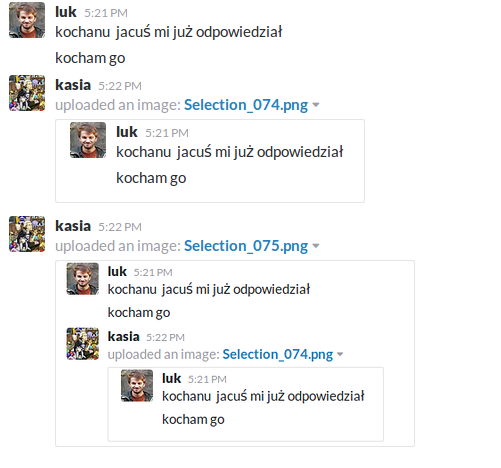 luk 5:21 PM
kochanu jacuś mi już odpowiedział
kocham go
kasia 5:22 PM
uploaded an image: Selection_074.png
luk 5:21 PM
kochanu jacuś mi już odpowiedział
kocham go
kasia 5:22 PM
uploaded an image: Selection_075.png
luk 5:21 PM
kochanu jacuś mi już odpowiedział
kocham go
kasia 5:22 PM
uploaded an image: Selection_074.png
luk 5:21 PM
kochanu jacuś mi już odpowiedział
kocham go